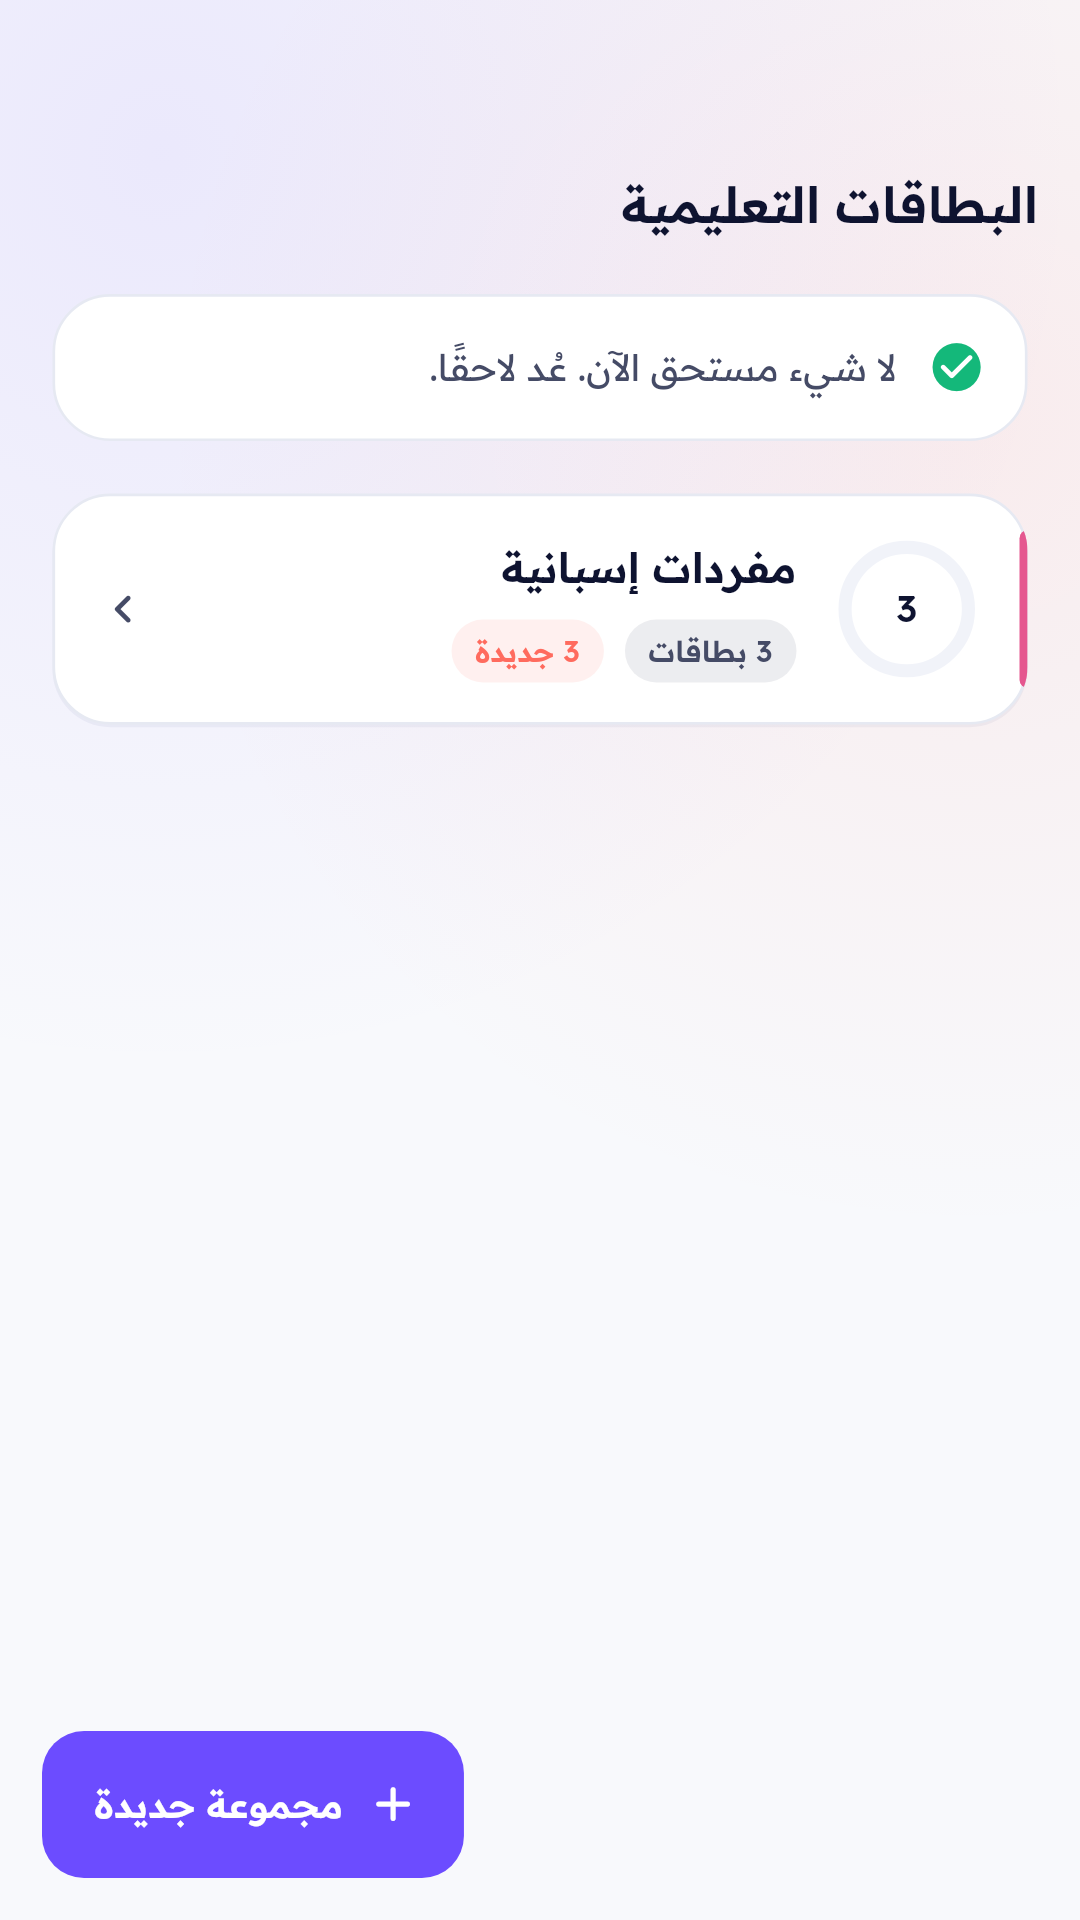 البطاقات التعليمية
لا شيء مستحق الآن. عُد لاحقًا.
3
مفردات إسبانية
3 بطاقات
3 جديدة
مجموعة جديدة